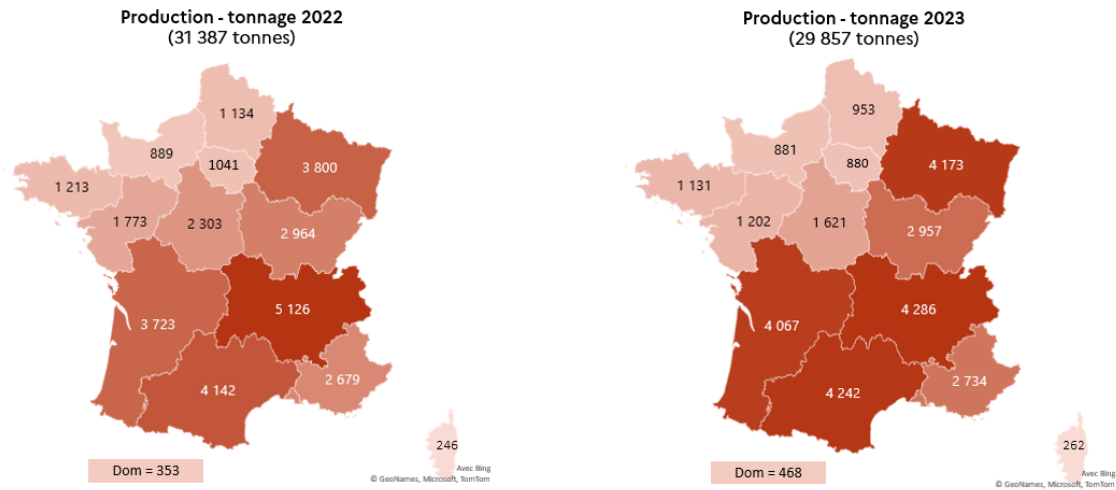 Production - tonnage 2022
(31 387 tonnes)
1 134
889
1041
3 800
1 213
1 773
2 303
2 964
5 126
3 723
4 142
2 679
246
Dom = 353
Avec Bing
© GeoNames, Microsoft, TomTom
Production - tonnage 2023
(29 857 tonnes)
953
881
880
4 173
1 131
1 202
1 621
2 957
4 286
4 067
4 242
2 734
262
Dom = 468
Avec Bing
© GeoNames, Microsoft, TomTom